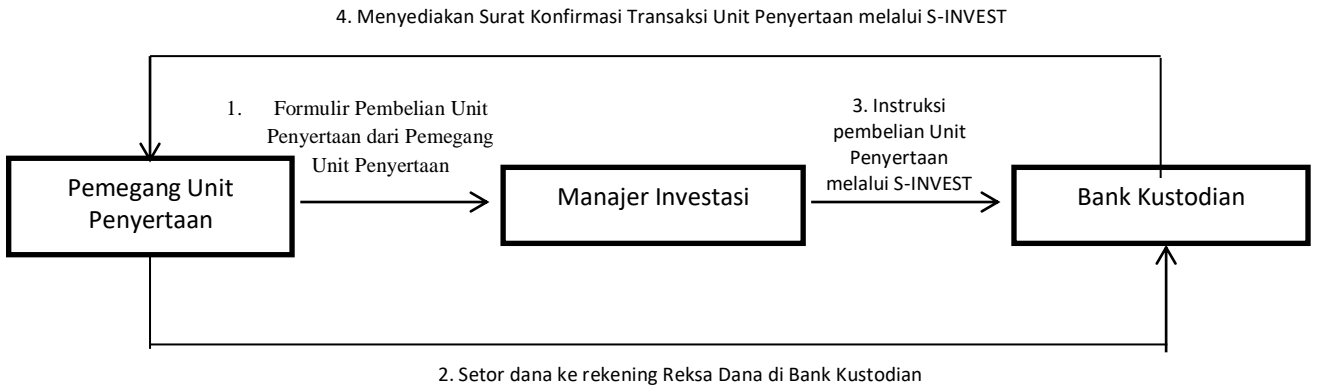 4. Menyediakan Surat Konfirmasi Transaksi Unit Penyertaan melalui S-INVEST
1. Formulir Pembelian Unit
Penyertaan dari Pemegang
Unit Penyertaan
3. Instruksi
pembelian Unit
Penyertaan
melalui S-INVEST
Pemegang Unit
Penyertaan
Manajer Investasi
Bank Kustodian
2. Setor dana ke rekening Reksa Dana di Bank Kustodian